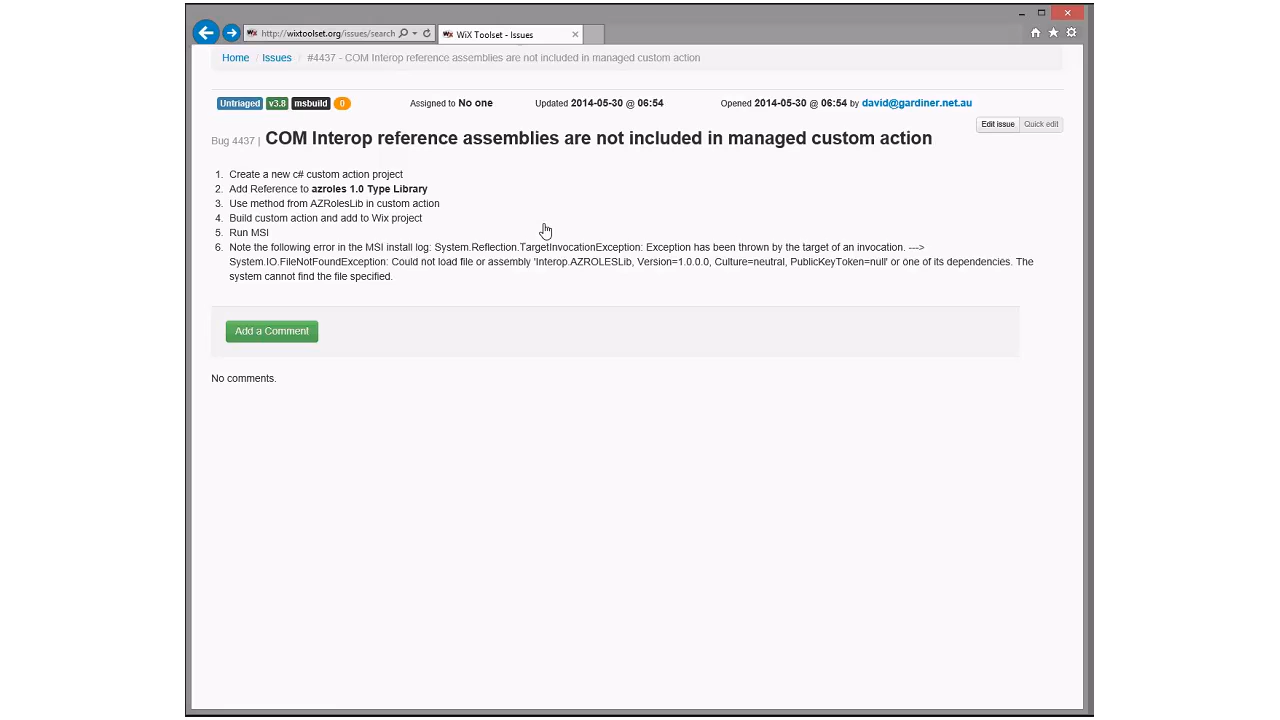 http://wixtoolset.org/issues/search
WiX Toolset - Issues
Home / Issues / #4437 - COM Interop reference assemblies are not included in managed custom action
Untriaged v3.8 msbuild 0 Assigned to No one Updated 2014-05-30 @ 06:54 Opened 2014-05-30 @ 06:54 by david@gardiner.net.au
Edit issue Quick edit
Bug 4437 | COM Interop reference assemblies are not included in managed custom action
1. Create a new c# custom action project
2. Add Reference to azroles 1.0 Type Library
3. Use method from AZRolesLib in custom action
4. Build custom action and add to Wix project
5. Run MSI
6. Note the following error in the MSI install log: System.Reflection.TargetInvocationException: Exception has been thrown by the target of an invocation. --->
System.IO.FileNotFoundException: Could not load file or assembly 'Interop.AZROLESLib, Version=1.0.0.0, Culture=neutral, PublicKeyToken=null' or one of its dependencies. The
system cannot find the file specified.
Add a Comment
No comments.